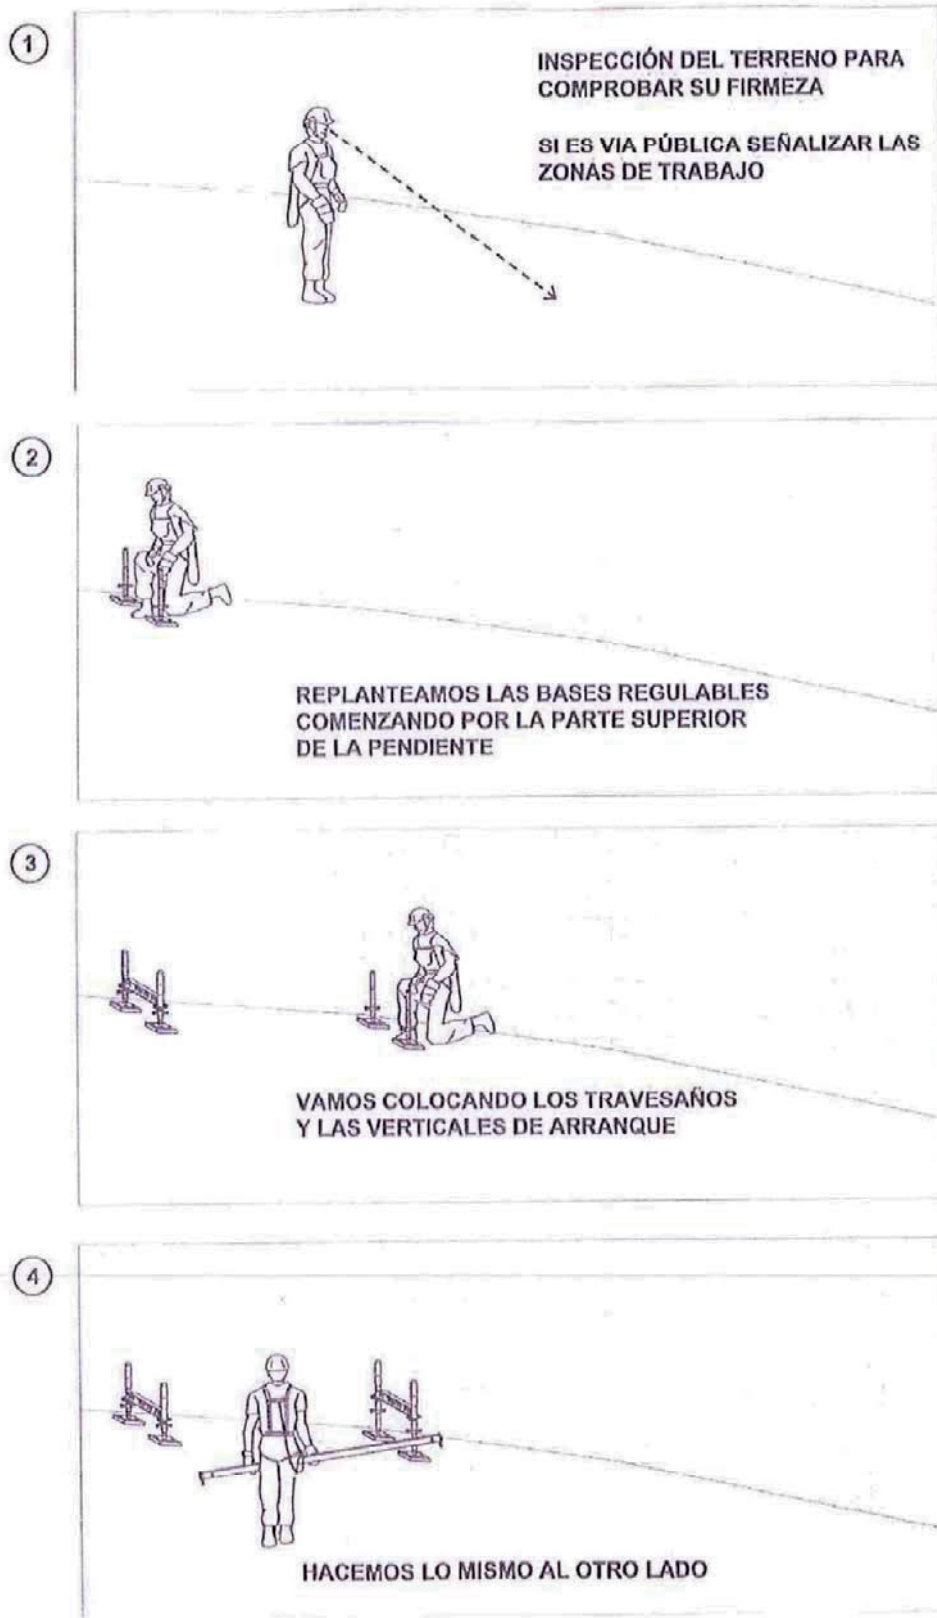 1
INSPECCIÓN DEL TERRENO PARA
COMPROBAR SU FIRMEZA
SI ES VIA PÚBLICA SEÑALIZAR LAS
ZONAS DE TRABAJO
2
REPLANTEAMOS LAS BASES REGULABLES
COMENZANDO POR LA PARTE SUPERIOR
DE LA PENDIENTE
3
VAMOS COLOCANDO LOS TRAVESAÑOS
Y LAS VERTICALES DE ARRANQUE
4
HACEMOS LO MISMO AL OTRO LADO